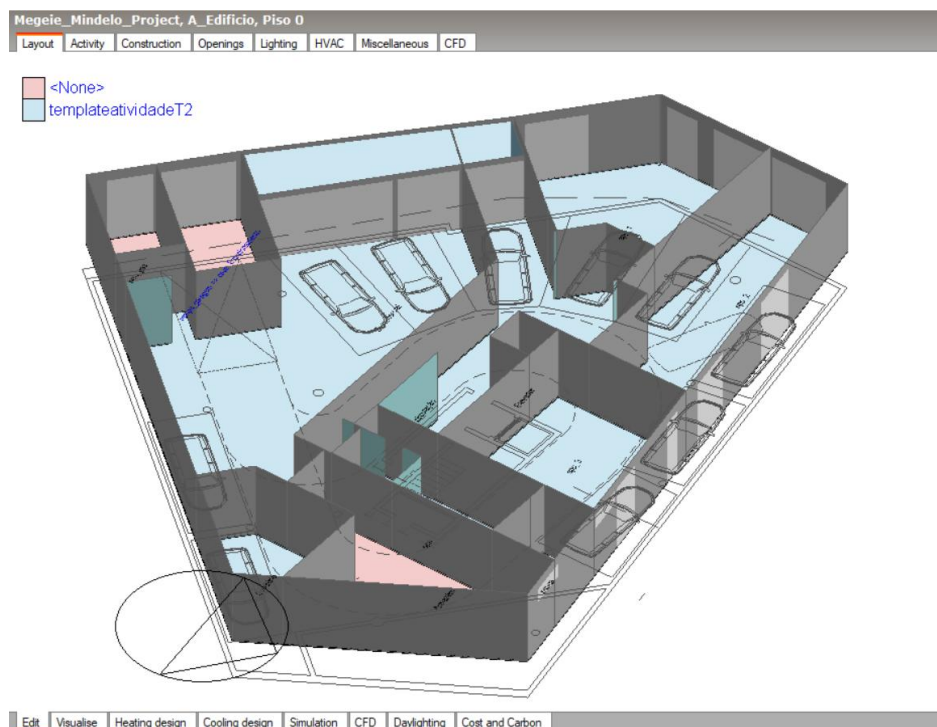 Megeie_Mindelo_Project, A_Edificio, Piso 0
Layout Activity Construction Openings Lighting HVAC Miscellaneous CFD
<None>
templateatividadeT2
Edit Visualise Heating design Cooling design Simulation CFD Daylighting Cost and Carbon